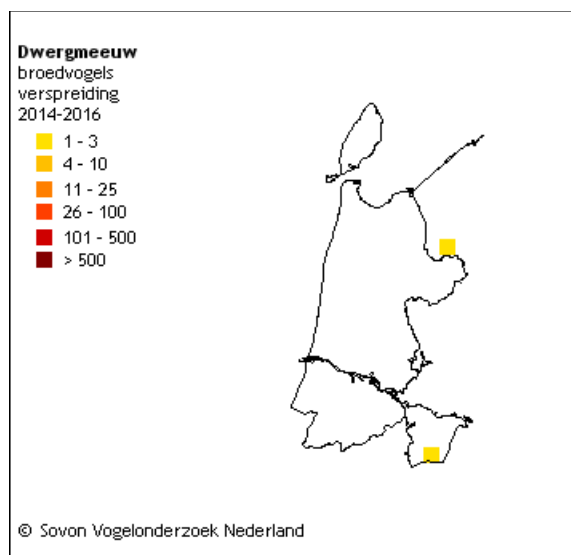 Dwergmeeuw
broedvogels
verspreiding
2014-2016
1 - 3
4 - 10
11 - 25
26 - 100
101 - 500
> 500
© Sovon Vogelonderzoek Nederland